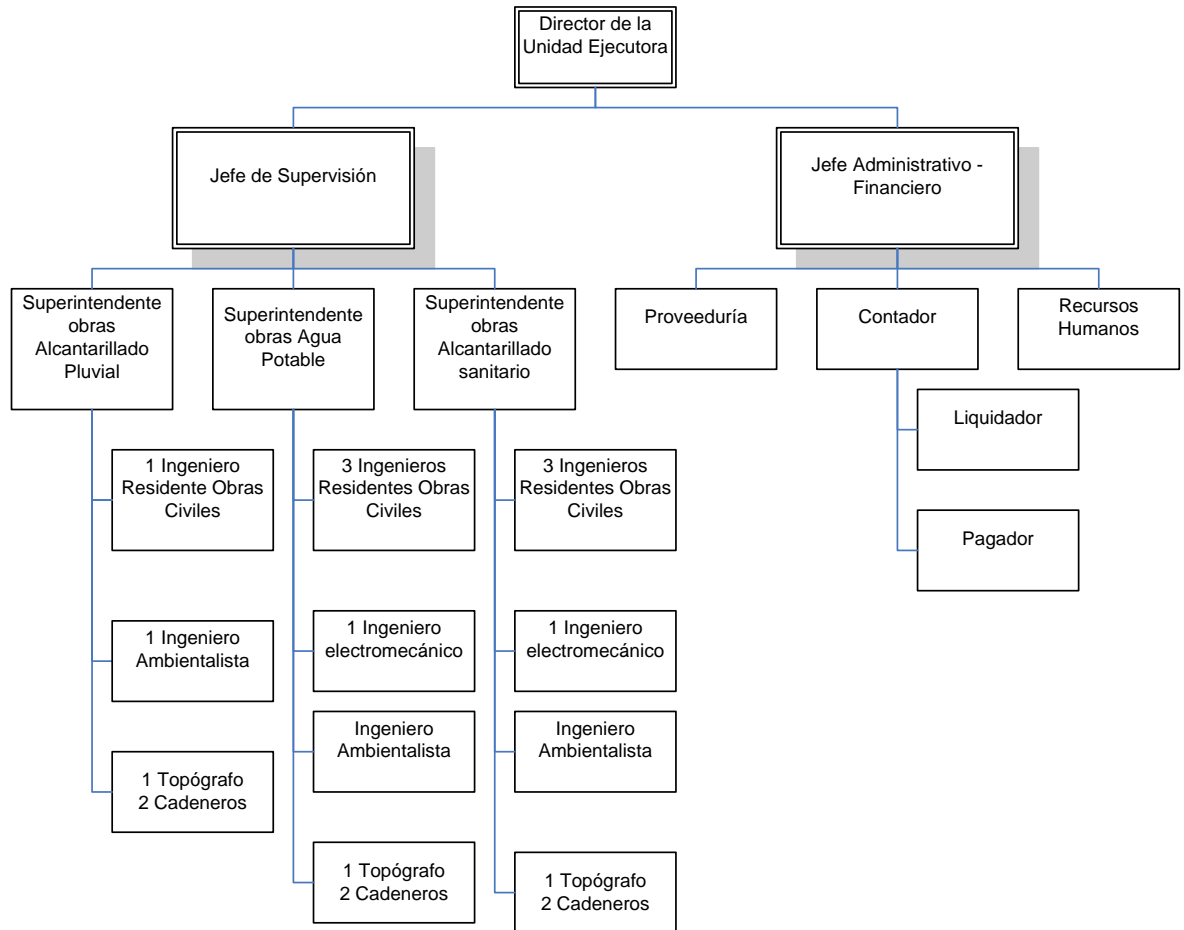 Director de la
Unidad Ejecutora
Jefe de Supervisión
Jefe Administrativo -
Financiero
Superintendente
obras
Alcantarillado
Pluvial
Superintendente
obras Agua
Potable
Superintendente
obras
Alcantarillado
sanitario
Proveeduría
Contador
Recursos
Humanos
Liquidador
Pagador
1 Ingeniero
Residente Obras
Civiles
3 Ingenieros
Residentes Obras
Civiles
3 Ingenieros
Residentes Obras
Civiles
1 Ingeniero
Ambientalista
1 Ingeniero
electromecánico
1 Ingeniero
electromecánico
Ingeniero
Ambientalista
Ingeniero
Ambientalista
1 Topógrafo
2 Cadeneros
1 Topógrafo
2 Cadeneros
1 Topógrafo
2 Cadeneros